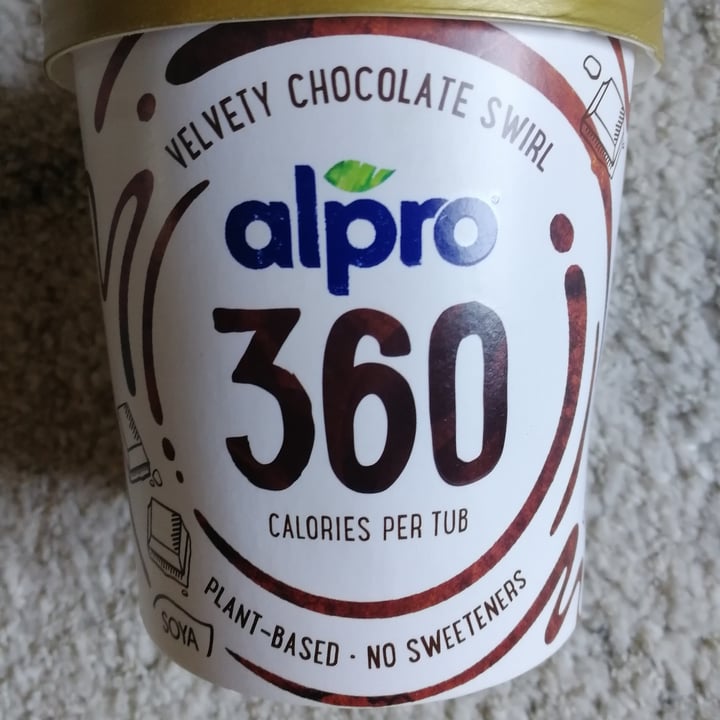 VELVETY CHOCOLATE SWIRL
alpro
360
CALORIES PER TUB
PLANT-BASED · NO SWEETENERS
SOYA